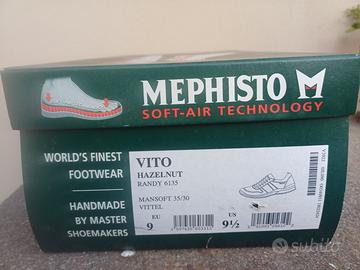 MEPHISTO M
SOFT-AIR TECHNOLOGY
WORLD'S FINEST
FOOTWEAR
HANDMADE
BY MASTER
SHOEMAKERS
VITO
HAZELNUT
RANDY 6135
MANSOFT 35/30
VITTEL
EU
9
US
9½
subito